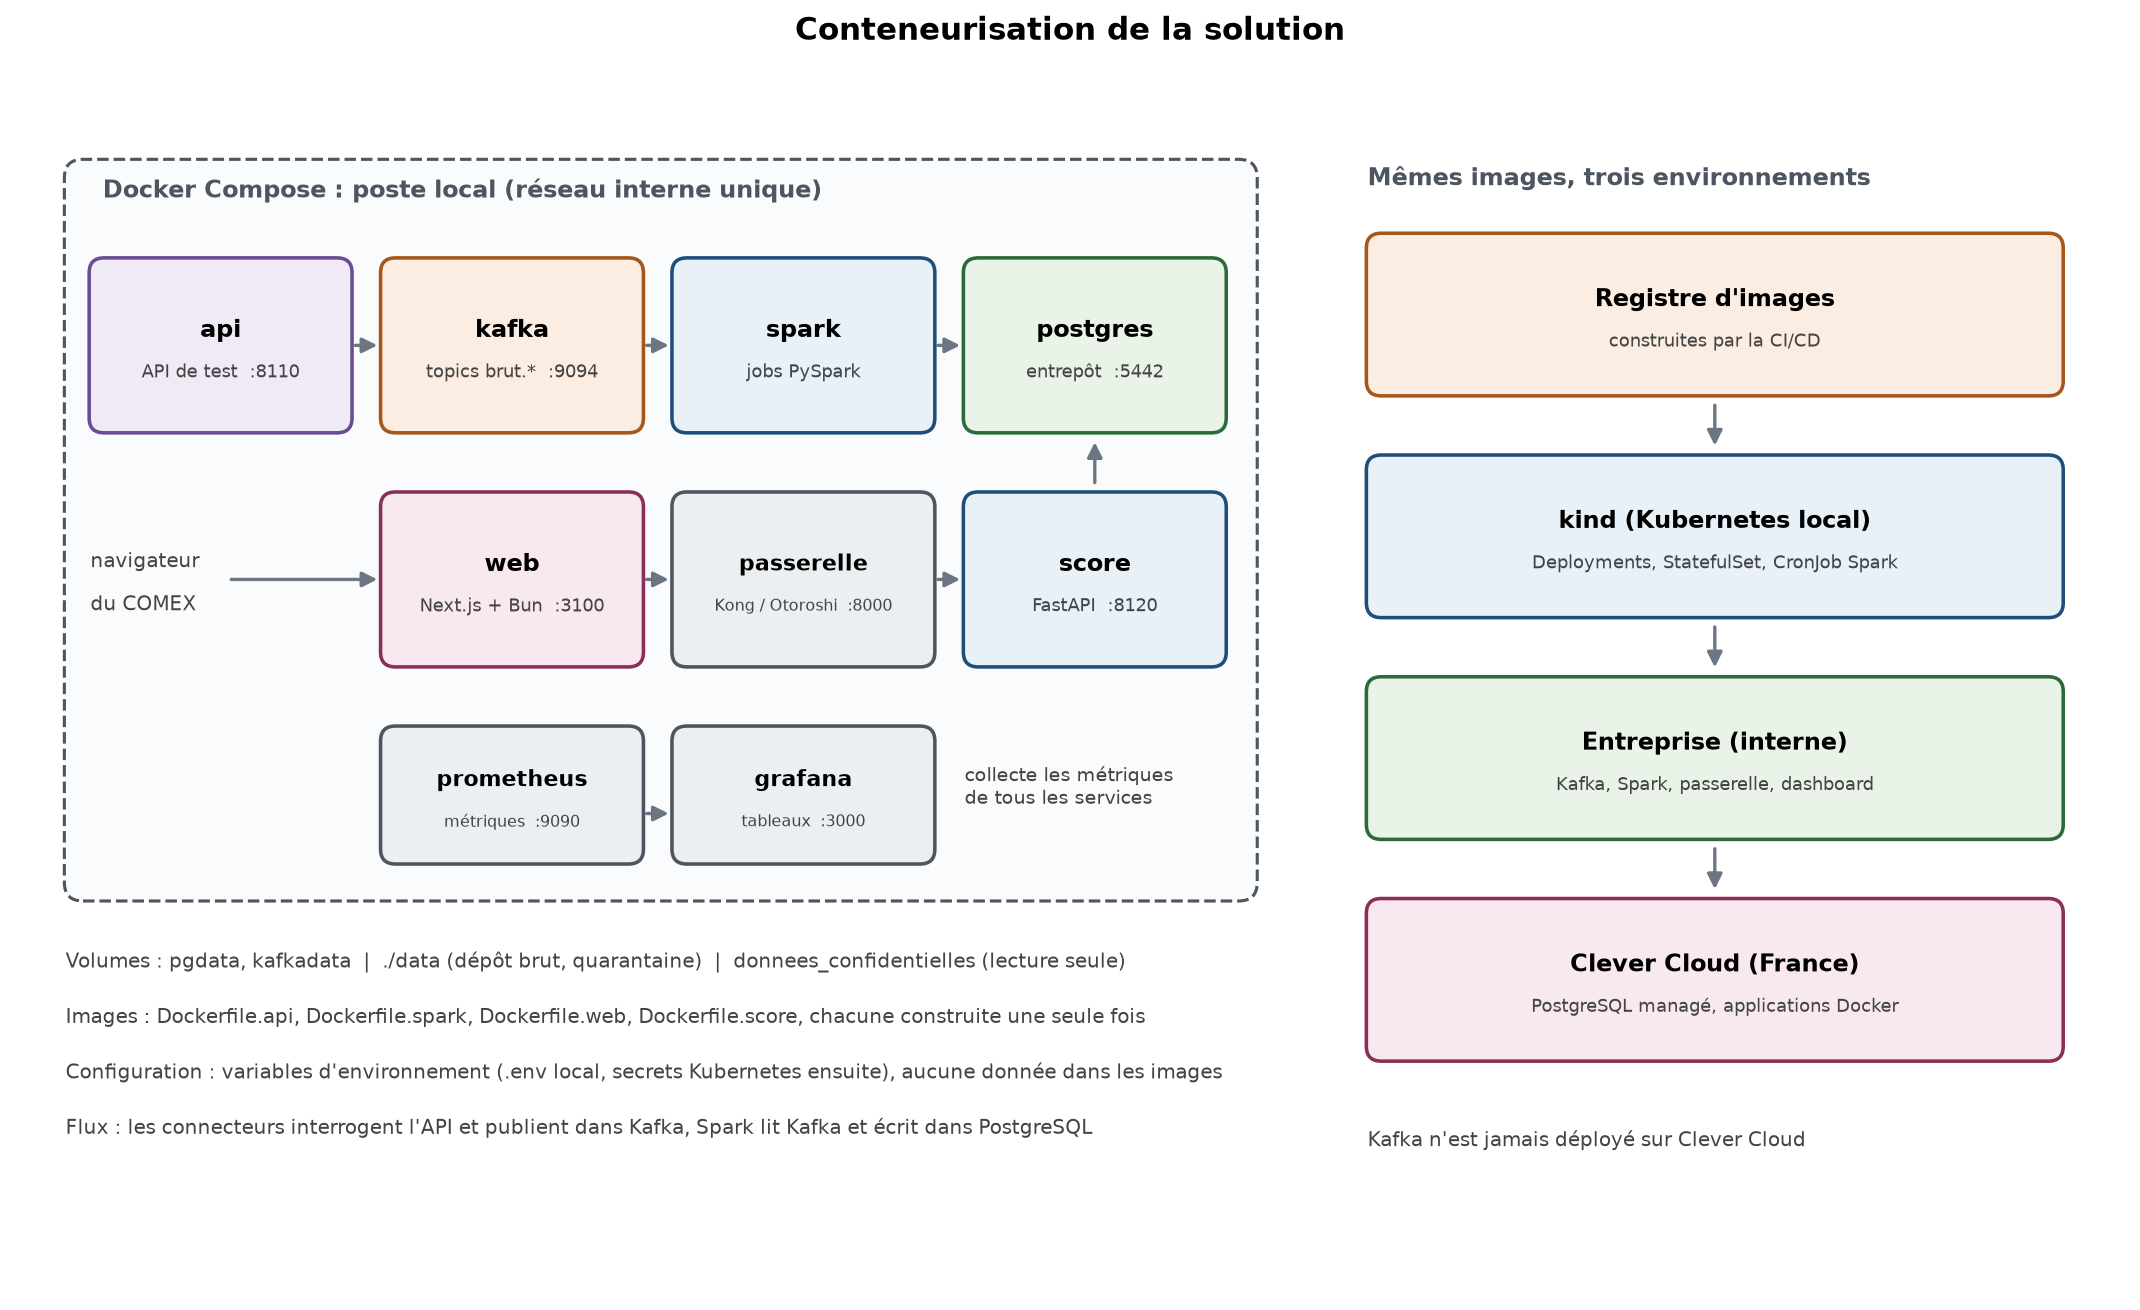 Conteneurisation de la solution
Docker Compose : poste local (réseau interne unique)
api
API de test  :8110
kafka
topics brut.*  :9094
spark
jobs PySpark
postgres
entrepôt  :5442
navigateur
du COMEX
web
Next.js + Bun  :3100
passerelle
Kong / Otoroshi  :8000
score
FastAPI  :8120
prometheus
métriques  :9090
grafana
tableaux  :3000
collecte les métriques
de tous les services
Volumes : pgdata, kafkadata  |  ./data (dépôt brut, quarantaine)  |  donnees_confidentielles (lecture seule)
Images : Dockerfile.api, Dockerfile.spark, Dockerfile.web, Dockerfile.score, chacune construite une seule fois
Configuration : variables d'environnement (.env local, secrets Kubernetes ensuite), aucune donnée dans les images
Flux : les connecteurs interrogent l'API et publient dans Kafka, Spark lit Kafka et écrit dans PostgreSQL
Mêmes images, trois environnements
Registre d'images
construites par la CI/CD
kind (Kubernetes local)
Deployments, StatefulSet, CronJob Spark
Entreprise (interne)
Kafka, Spark, passerelle, dashboard
Clever Cloud (France)
PostgreSQL managé, applications Docker
Kafka n'est jamais déployé sur Clever Cloud